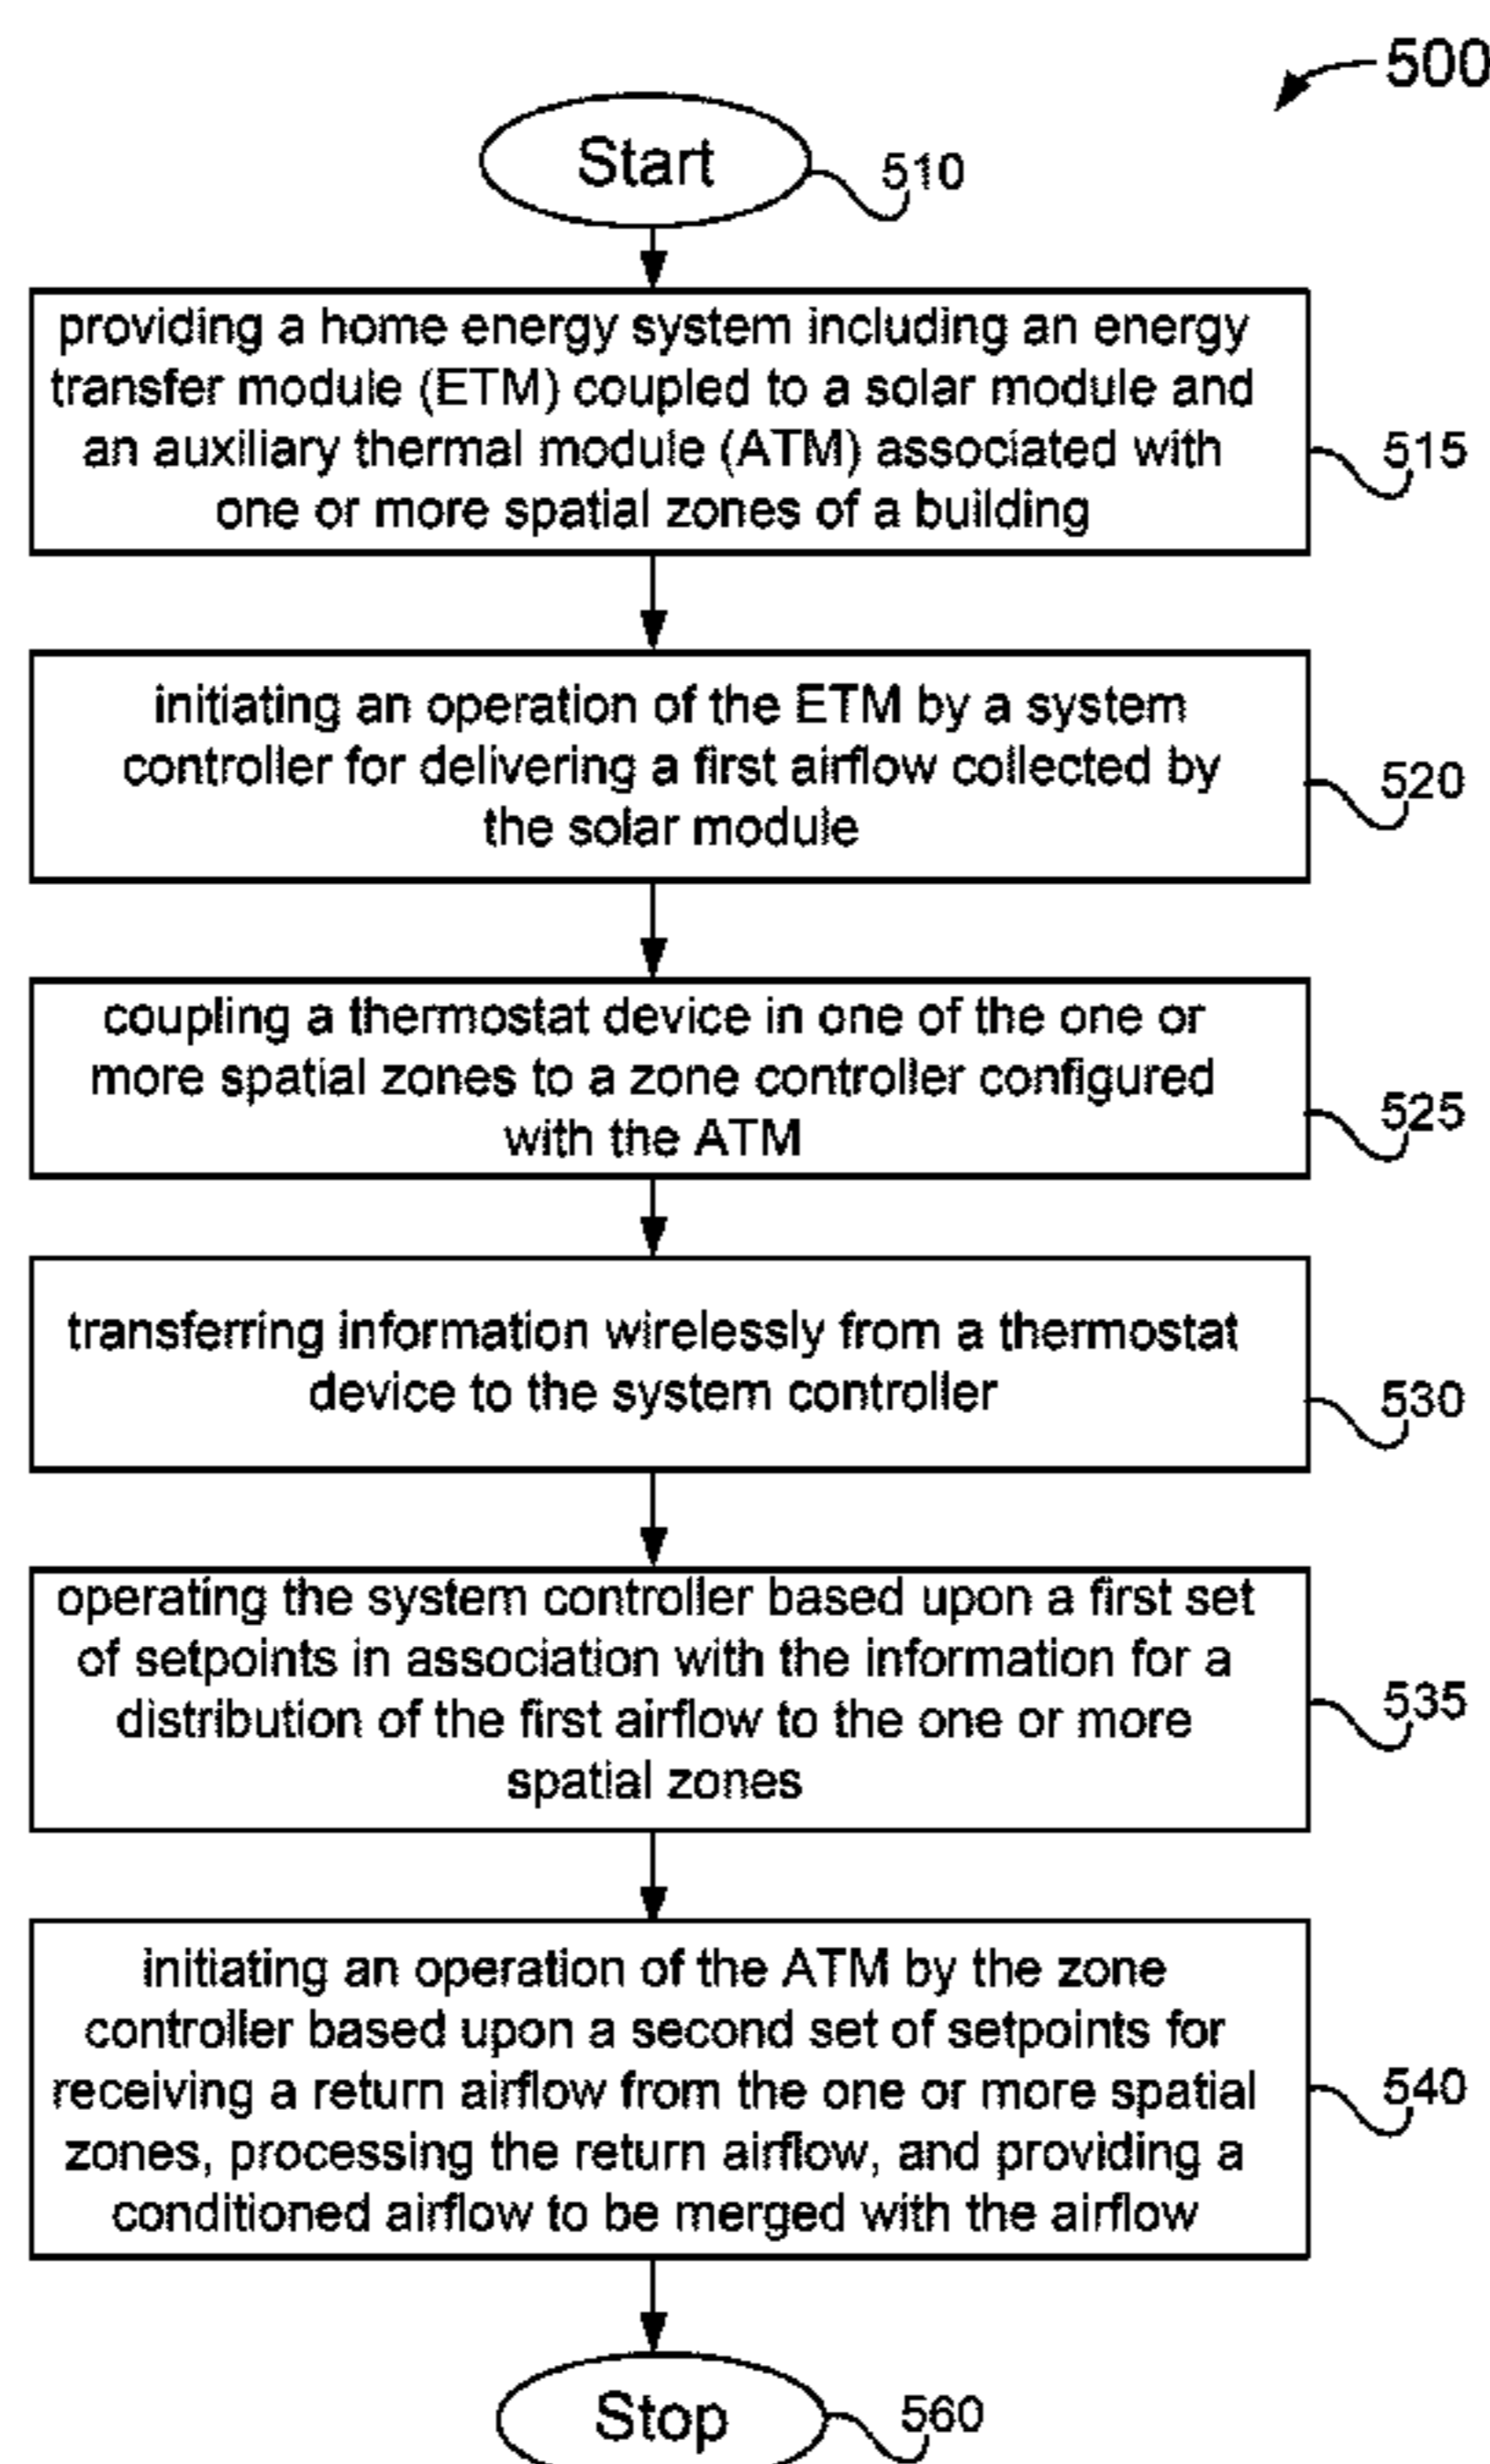 500
Start
510
providing a home energy system including an energy
transfer module (ETM) coupled to a solar module and
an auxiliary thermal module (ATM) associated with
one or more spatial zones of a building
515
initiating an operation of the ETM by a system
controller for delivering a first airflow collected by
the solar module
520
coupling a thermostat device in one of the one or
more spatial zones to a zone controller configured
with the ATM
525
transferring information wirelessly from a thermostat
device to the system controller
530
operating the system controller based upon a first set
of setpoints in association with the information for a
distribution of the first airflow to the one or more
spatial zones
535
initiating an operation of the ATM by the zone
controller based upon a second set of setpoints for
receiving a return airflow from the one or more spatial
zones, processing the return airflow, and providing a
conditioned airflow to be merged with the airflow
540
Stop
560